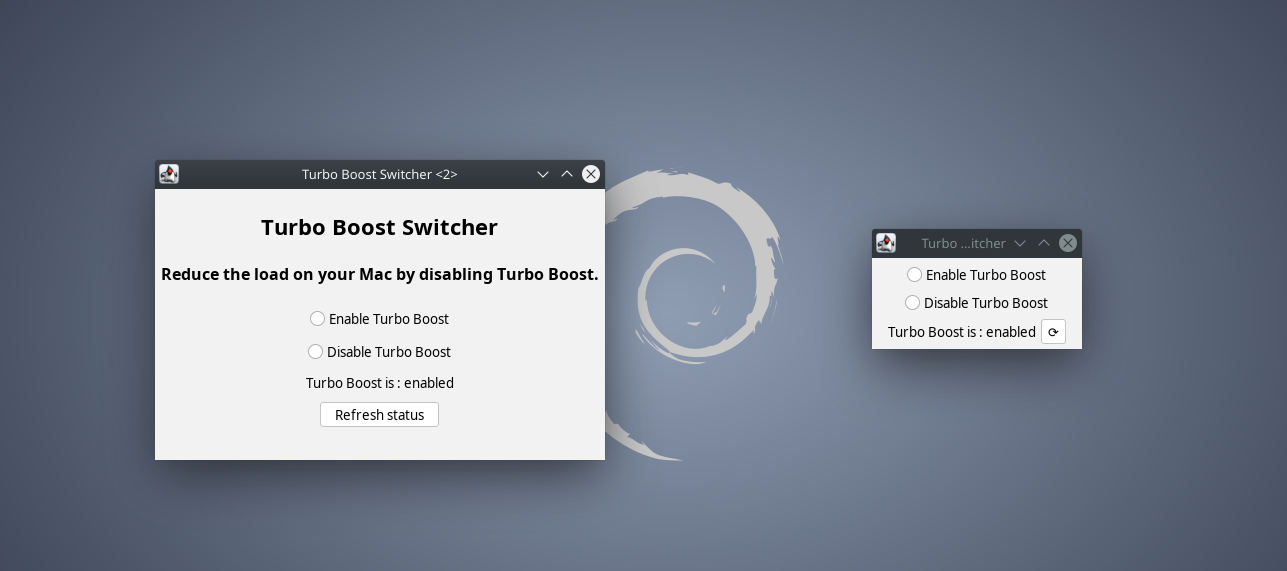 Turbo Boost Switcher <2>
Turbo Boost Switcher
Reduce the load on your Mac by disabling Turbo Boost.
Enable Turbo Boost
Disable Turbo Boost
Turbo Boost is : enabled
Refresh status
Turbo ...itcher
Enable Turbo Boost
Disable Turbo Boost
Turbo Boost is : enabled